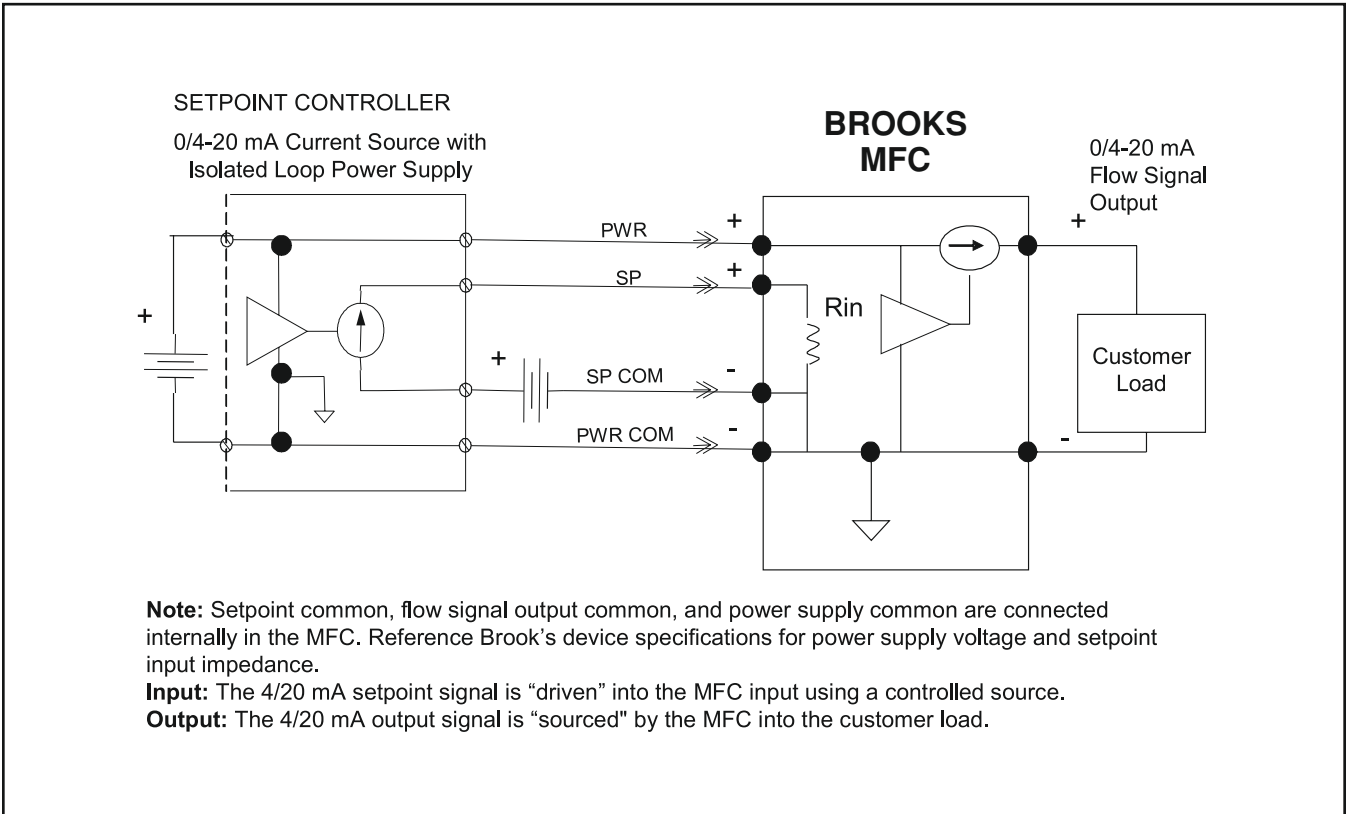 SETPOINT CONTROLLER
0/4-20 mA Current Source with
Isolated Loop Power Supply
BROOKS
MFC
0/4-20 mA
Flow Signal
Output
PWR
+
+
SP
+
+
Rin
+
SP COM
-
Customer
Load
PWR COM
-
-
Note: Setpoint common, flow signal output common, and power supply common are connected
internally in the MFC. Reference Brook's device specifications for power supply voltage and setpoint
input impedance.
Input: The 4/20 mA setpoint signal is “driven” into the MFC input using a controlled source.
Output: The 4/20 mA output signal is “sourced" by the MFC into the customer load.